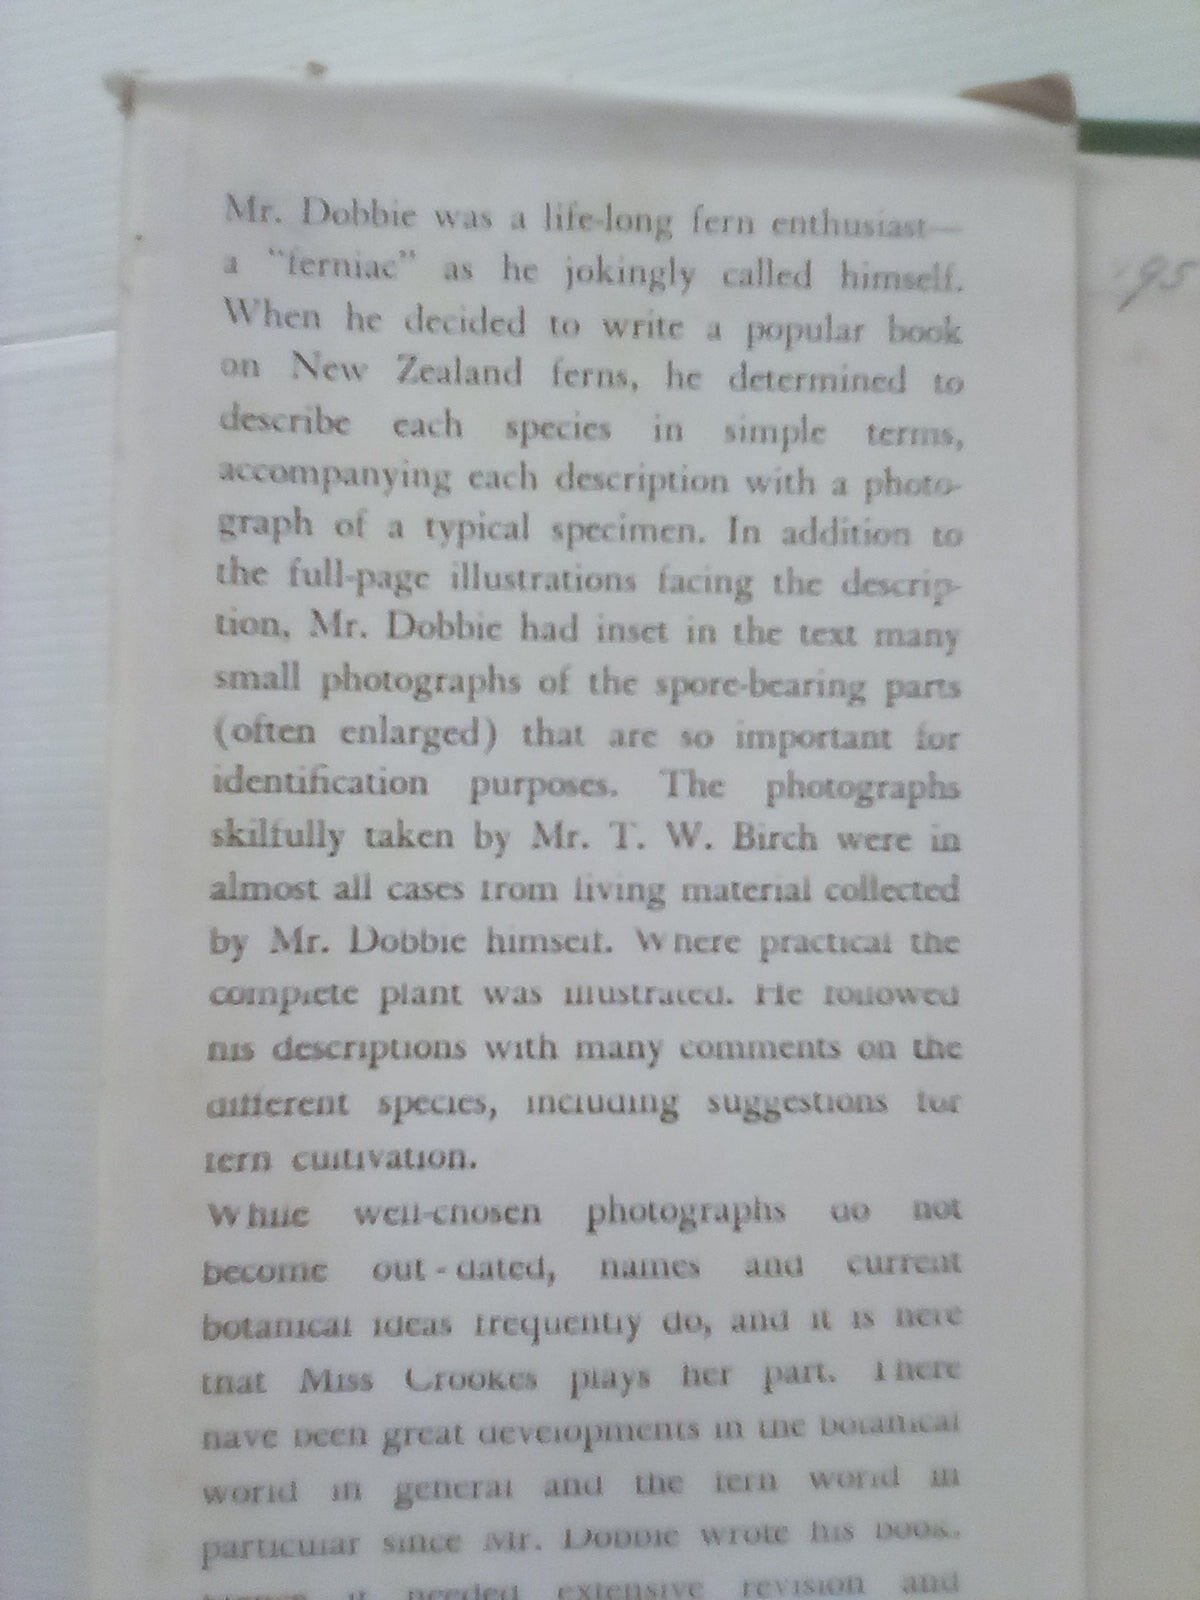 Mr. Dobbie was a life-long fern enthusiast—
a "ferniac" as he jokingly called himself.
When he decided to write a popular book
on New Zealand ferns, he determined to
describe each species in simple terms,
accompanying each description with a photo-
graph of a typical specimen. In addition to
the full-page illustrations facing the descrip-
tion, Mr. Dobbie had inset in the text many
small photographs of the spore-bearing parts
(often enlarged) that are so important for
identification purposes. The photographs
skilfully taken by Mr. T. W. Birch were in
almost all cases from living material collected
by Mr. Dobbie himself. Where practical the
complete plant was illustrated. He followed
his descriptions with many comments on the
different species, including suggestions for
fern cultivation.
While well-chosen photographs do not
become out-dated, names and current
botanical ideas frequently do, and it is here
that Miss Crookes plays her part. There
have been great developments in the botanical
world in general and the fern world in
particular since Mr. Dobbie wrote his book.
it needed extensive revision and